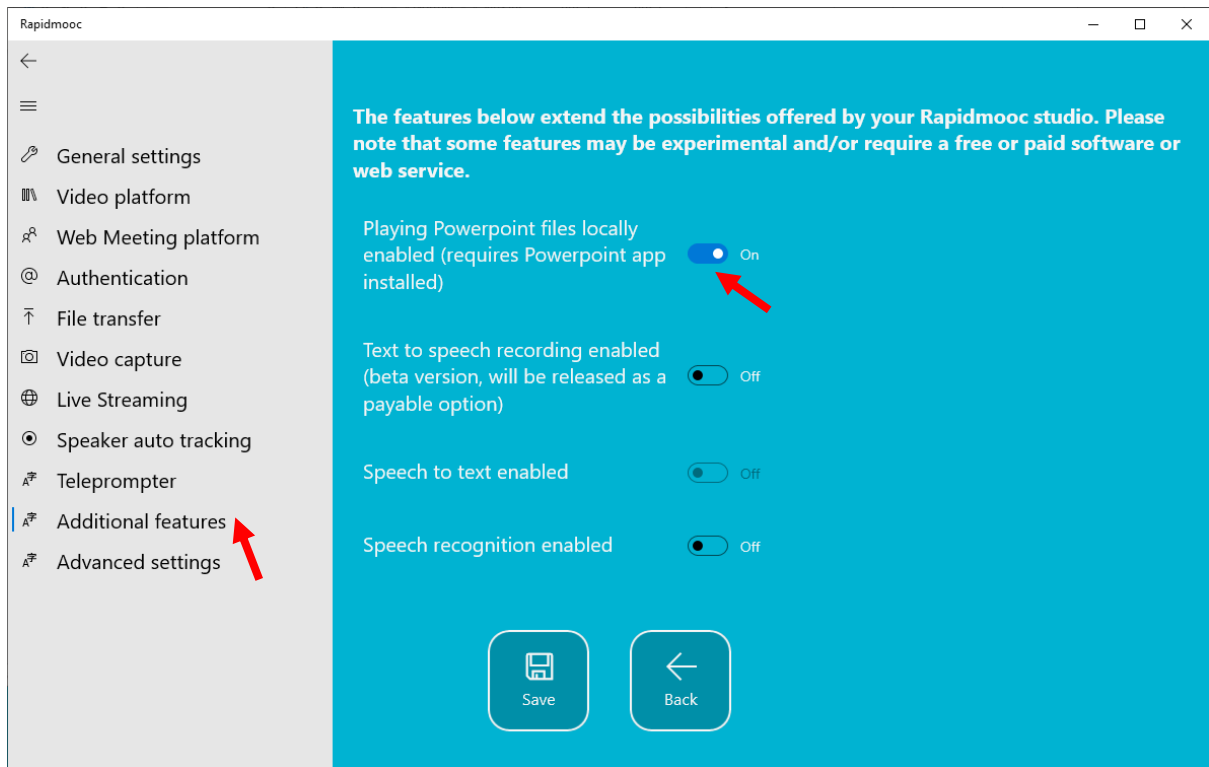 Rapidmooc
General settings
Video platform
Web Meeting platform
Authentication
File transfer
Video capture
Live Streaming
Speaker auto tracking
Teleprompter
Additional features
Advanced settings
The features below extend the possibilities offered by your Rapidmooc studio. Please
note that some features may be experimental and/or require a free or paid software or
web service.
Playing Powerpoint files locally
enabled (requires Powerpoint app
installed)
On
Text to speech recording enabled
(beta version, will be released as a
payable option)
Off
Speech to text enabled
Off
Speech recognition enabled
Off
Save
Back